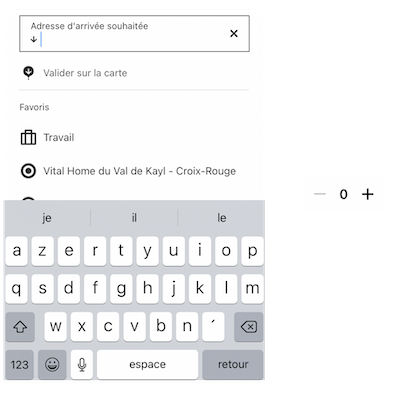 Adresse d'arrivée souhaitée
Valider sur la carte
Favoris
Travail
Vital Home du Val de Kayl - Croix-Rouge
0
je il le
a z e r t y u i o p
q s d f g h j k l m
w x c v b n ´
123 espace retour